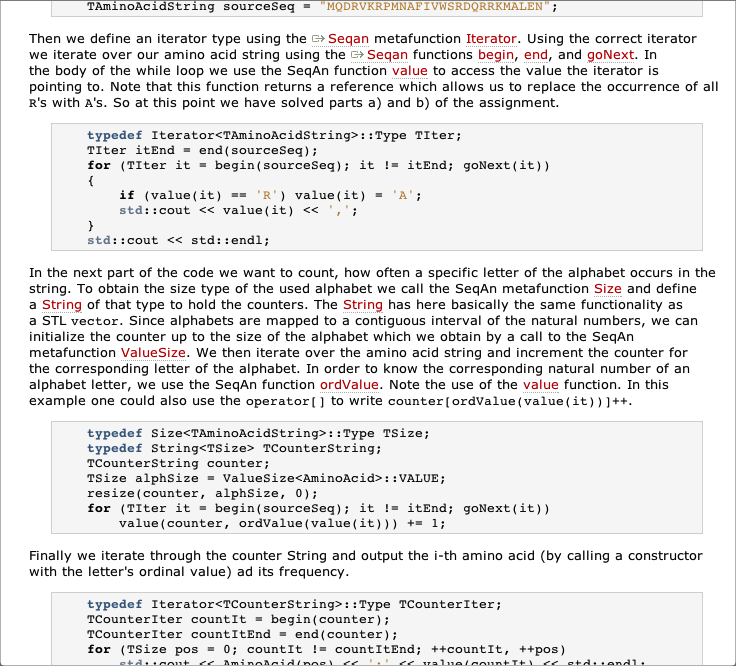 TAminoAcidString sourceSeq = "MQDRVKRPMNAFIVWSRDQRRKMALEN";
Then we define an iterator type using the Seqan metafunction Iterator. Using the correct iterator
we iterate over our amino acid string using the Seqan functions begin, end, and goNext. In
the body of the while loop we use the SeqAn function value to access the value the iterator is
pointing to. Note that this function returns a reference which allows us to replace the occurrence of all
R's with A's. So at this point we have solved parts a) and b) of the assignment.
typedef Iterator<TAminoAcidString>::Type TIter;
TIter itEnd = end(sourceSeq);
for (TIter it = begin(sourceSeq); it != itEnd; goNext(it))
{
if (value(it) == 'R') value(it) = 'A';
std::cout << value(it) << ',';
}
std::cout << std::endl;
In the next part of the code we want to count, how often a specific letter of the alphabet occurs in the
string. To obtain the size type of the used alphabet we call the SeqAn metafunction Size and define
a String of that type to hold the counters. The String has here basically the same functionality as
a STL vector. Since alphabets are mapped to a contiguous interval of the natural numbers, we can
initialize the counter up to the size of the alphabet which we obtain by a call to the SeqAn
metafunction ValueSize. We then iterate over the amino acid string and increment the counter for
the corresponding letter of the alphabet. In order to know the corresponding natural number of an
alphabet letter, we use the SeqAn function ordValue. Note the use of the value function. In this
example one could also use the operator[] to write counter[ordValue(value(it))]++.
typedef Size<TAminoAcidString>::Type TSize;
typedef String<TSize> TCounterString;
TCounterString counter;
TSize alphSize = ValueSize<AminoAcid>::VALUE;
resize(counter, alphSize, 0);
for (TIter it = begin(sourceSeq); it != itEnd; goNext(it))
value(counter, ordValue(value(it))) += 1;
Finally we iterate through the counter String and output the i-th amino acid (by calling a constructor
with the letter's ordinal value) ad its frequency.
typedef Iterator<TCounterString>::Type TCounterIter;
TCounterIter countIt = begin(counter);
TCounterIter countItEnd = end(counter);
for (TSize pos = 0; countIt != countItEnd; ++countIt, ++pos)
std::cout << AminoAcid(pos) << ':' << value(countIt) << std::endl;